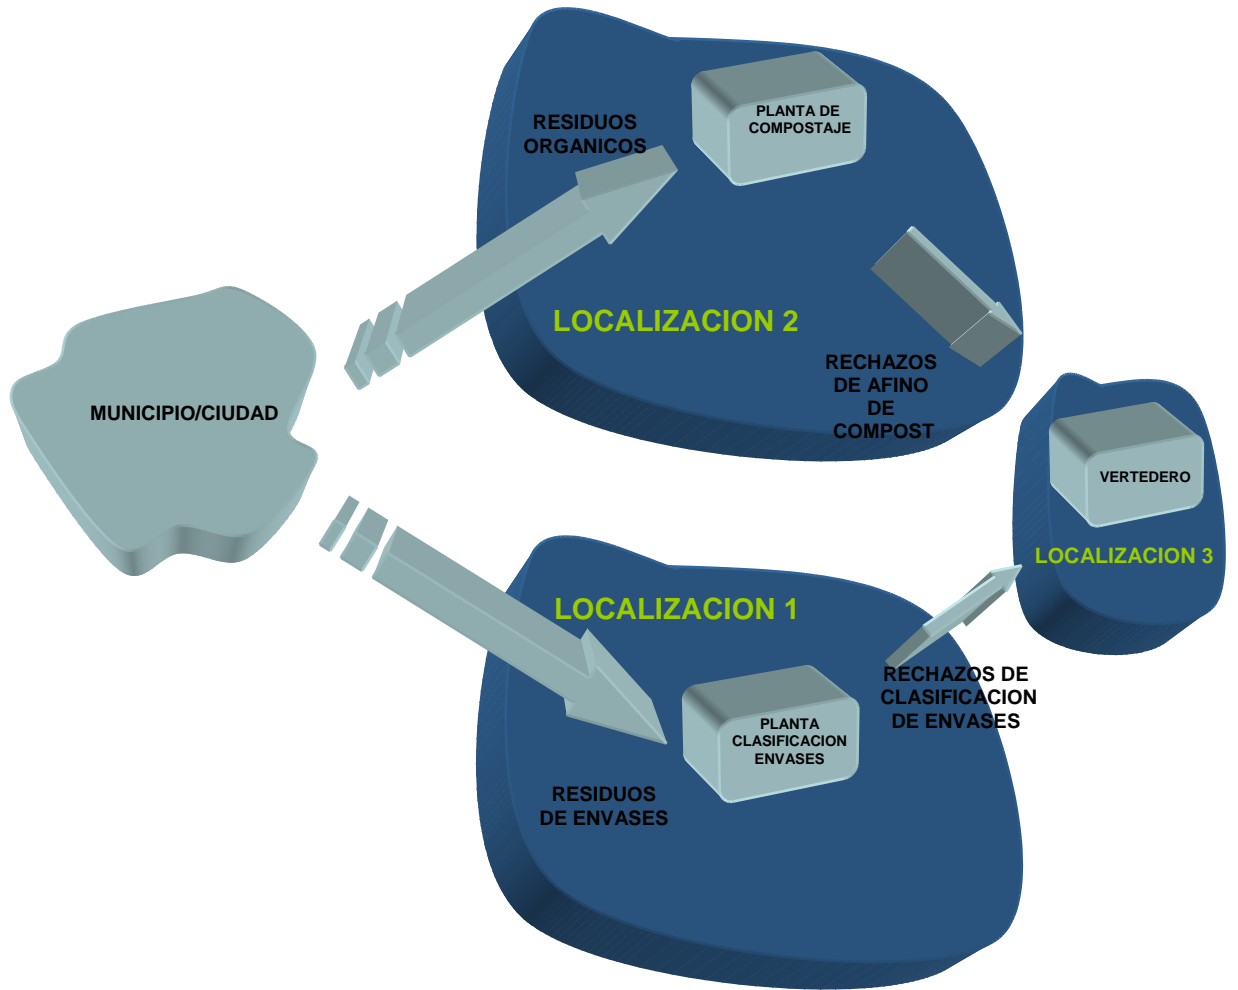 PLANTA DE
COMPOSTAJE
RESIDUOS
ORGANICOS
LOCALIZACION 2
RECHAZOS
DE AFINO
DE
COMPOST
MUNICIPIO/CIUDAD
VERTEDERO
LOCALIZACION 3
LOCALIZACION 1
RECHAZOS DE
CLASIFICACION
DE ENVASES
PLANTA
CLASIFICACION
ENVASES
RESIDUOS
DE ENVASES